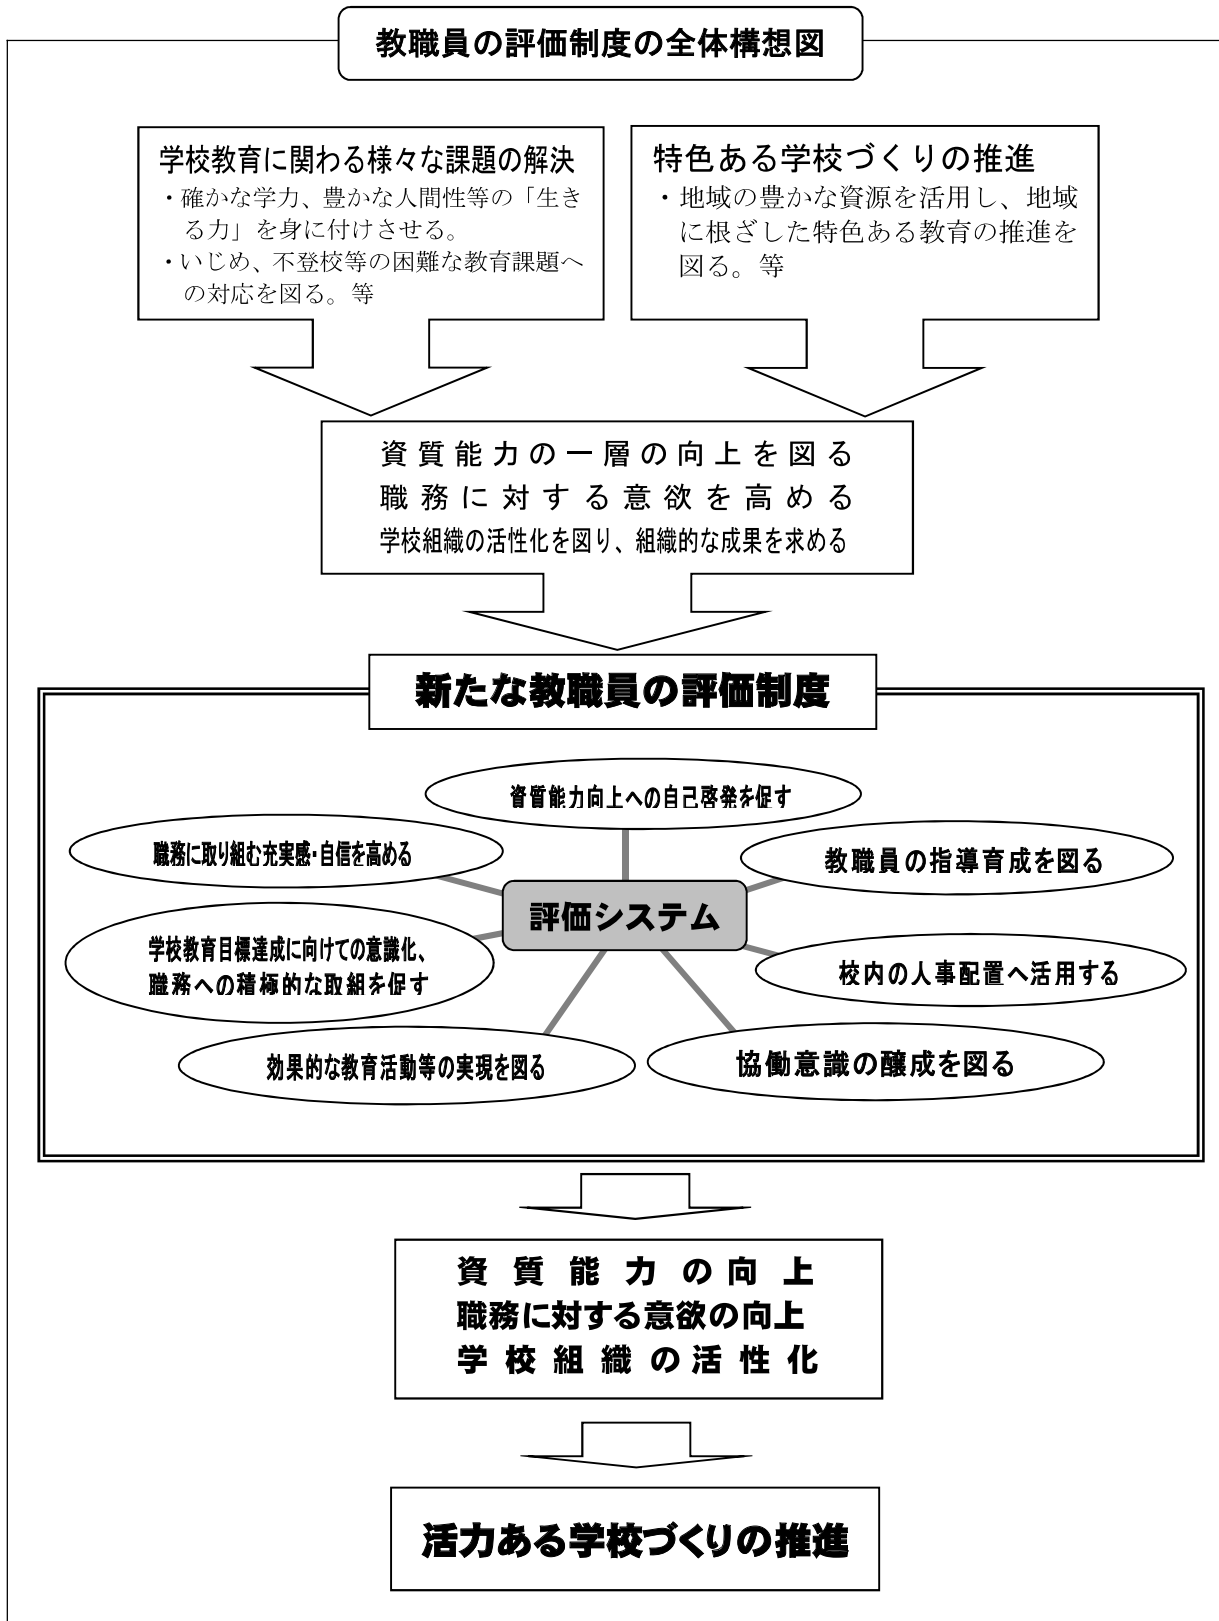 教職員の評価制度の全体構想図
学校教育に関わる様々な課題の解決
・確かな学力、豊かな人間性等の「生き
る力」を身に付けさせる。
・いじめ、不登校等の困難な教育課題へ
の対応を図る。等
特色ある学校づくりの推進
・地域の豊かな資源を活用し、地域
に根ざした特色ある教育の推進を
図る。等
資質能力の一層の向上を図る
職務に対する意欲を高める
学校組織の活性化を図り、組織的な成果を求める
新たな教職員の評価制度
資質能力向上への自己啓発を促す
職務に取り組む充実感・自信を高める
教職員の指導育成を図る
評価システム
学校教育目標達成に向けての意識化、
職務への積極的な取組を促す
校内の人事配置へ活用する
効果的な教育活動等の実現を図る
協働意識の醸成を図る
資質能力の向上
職務に対する意欲の向上
学校組織の活性化
活力ある学校づくりの推進